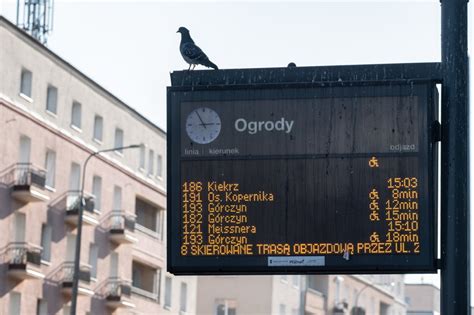 Ogrody
linia kierunek odjazd
186 Kiekrz 15:03
191 Os. Kopernika 8min
193 Górczyn 12min
182 Górczyn 15min
121 Meissnera 15:10
193 Górczyn 18min
8 SKIEROWANE TRASĄ OBJAZDOWĄ PRZEZ UL. 2